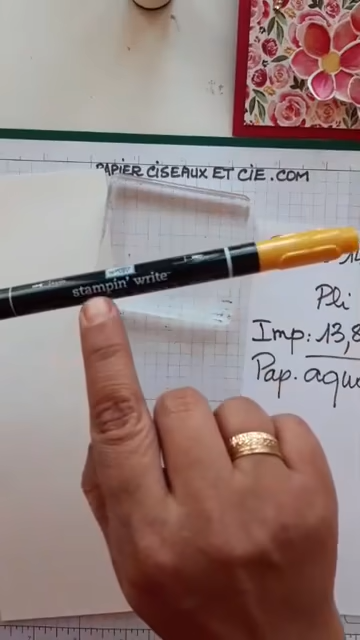 PAPIER CISEAUX ET CIE.COM
stampin' write
Pli
Imp: 13,8
Pap. aqu